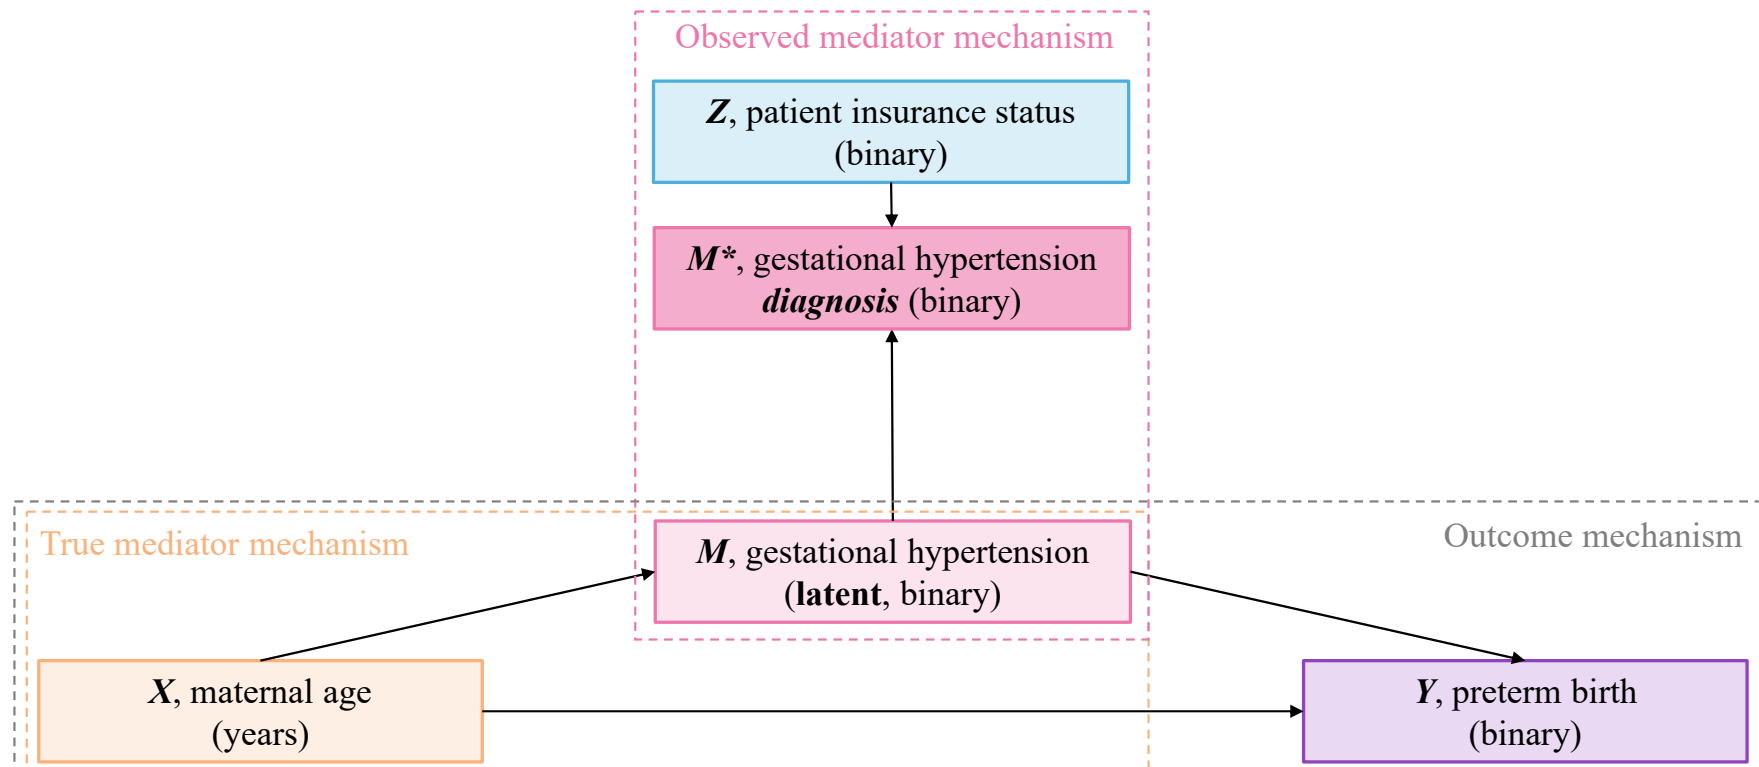 Observed mediator mechanism
Z, patient insurance status
(binary)
M*, gestational hypertension
diagnosis (binary)
True mediator mechanism
M, gestational hypertension
(latent, binary)
Outcome mechanism
X, maternal age
(years)
Y, preterm birth
(binary)